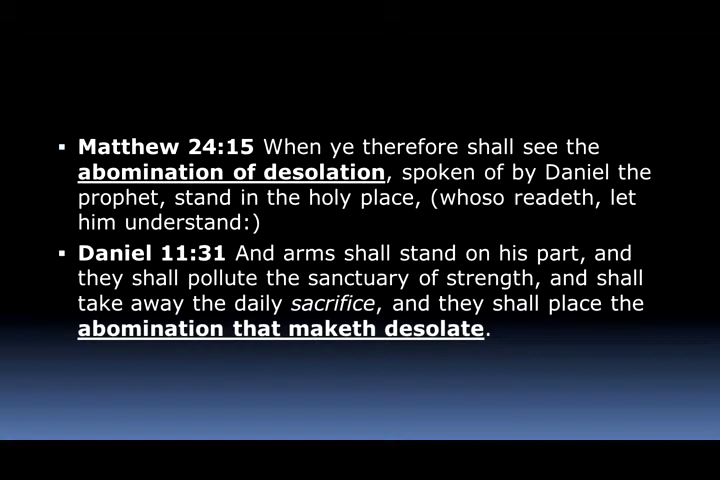 ▪ Matthew 24:15 When ye therefore shall see the
abomination of desolation, spoken of by Daniel the
prophet, stand in the holy place, (whoso readeth, let
him understand:)
▪ Daniel 11:31 And arms shall stand on his part, and
they shall pollute the sanctuary of strength, and shall
take away the daily sacrifice, and they shall place the
abomination that maketh desolate.